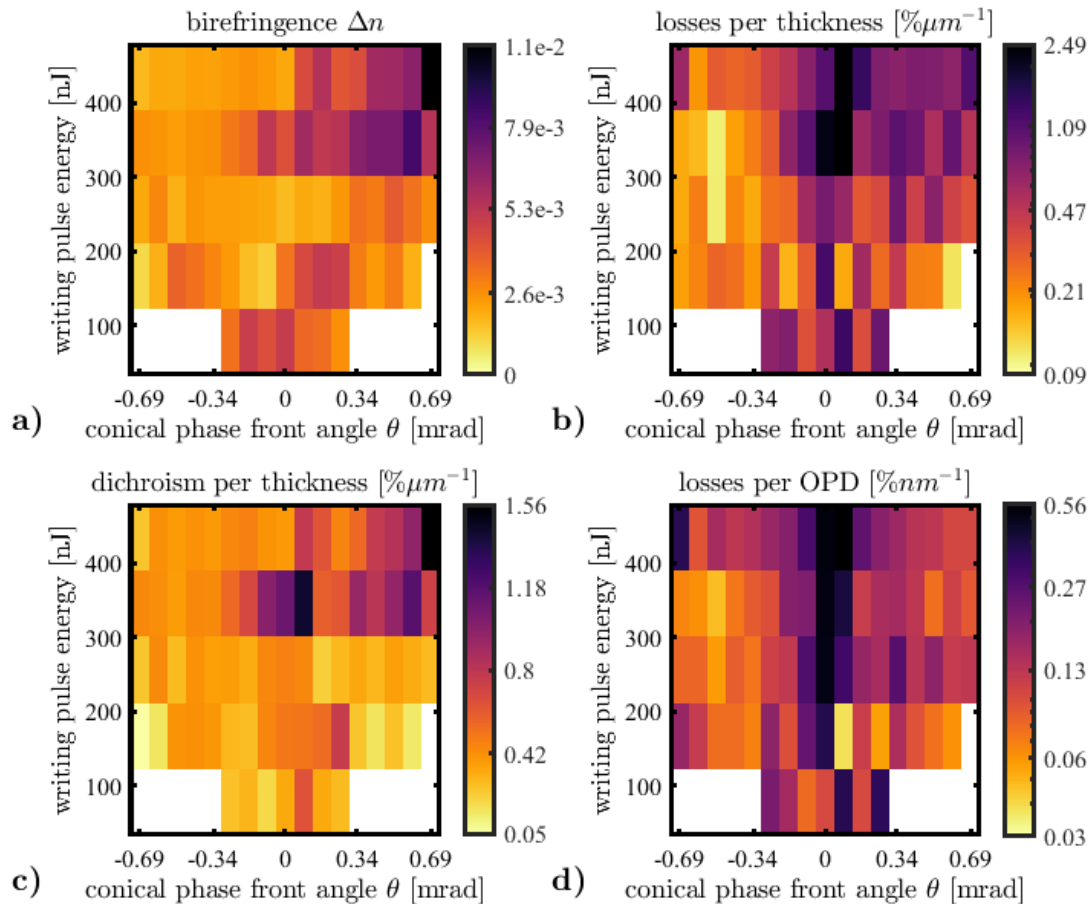 birefringence Δn
writing pulse energy [nJ]
400
300
200
100
-0.69 -0.34 0 0.34 0.69
conical phase front angle θ [mrad]
1.1e-2
7.9e-3
5.3e-3
2.6e-3
0
a)
losses per thickness [%μm⁻¹]
writing pulse energy [nJ]
400
300
200
100
-0.69 -0.34 0 0.34 0.69
conical phase front angle θ [mrad]
2.49
1.09
0.47
0.21
0.09
b)
dichroism per thickness [%μm⁻¹]
writing pulse energy [nJ]
400
300
200
100
-0.69 -0.34 0 0.34 0.69
conical phase front angle θ [mrad]
1.56
1.18
0.8
0.42
0.05
c)
losses per OPD [%nm⁻¹]
writing pulse energy [nJ]
400
300
200
100
-0.69 -0.34 0 0.34 0.69
conical phase front angle θ [mrad]
0.56
0.27
0.13
0.06
0.03
d)